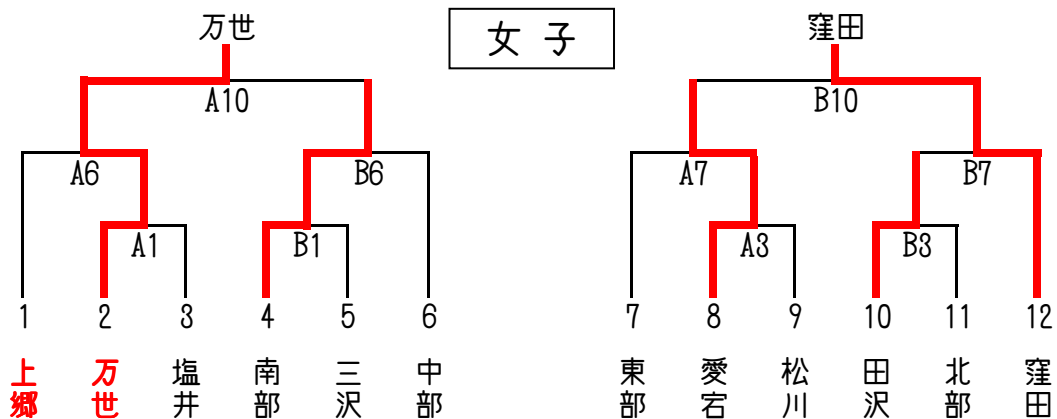 万世 女子 窪田
A10 B10
A6 B6 A7 B7
A1 B1 A3 B3
1 2 3 4 5 6 7 8 9 10 11 12
上郷 万世 塩井 南部 三沢 中部 東部 愛宕 松川 田沢 北部 窪田